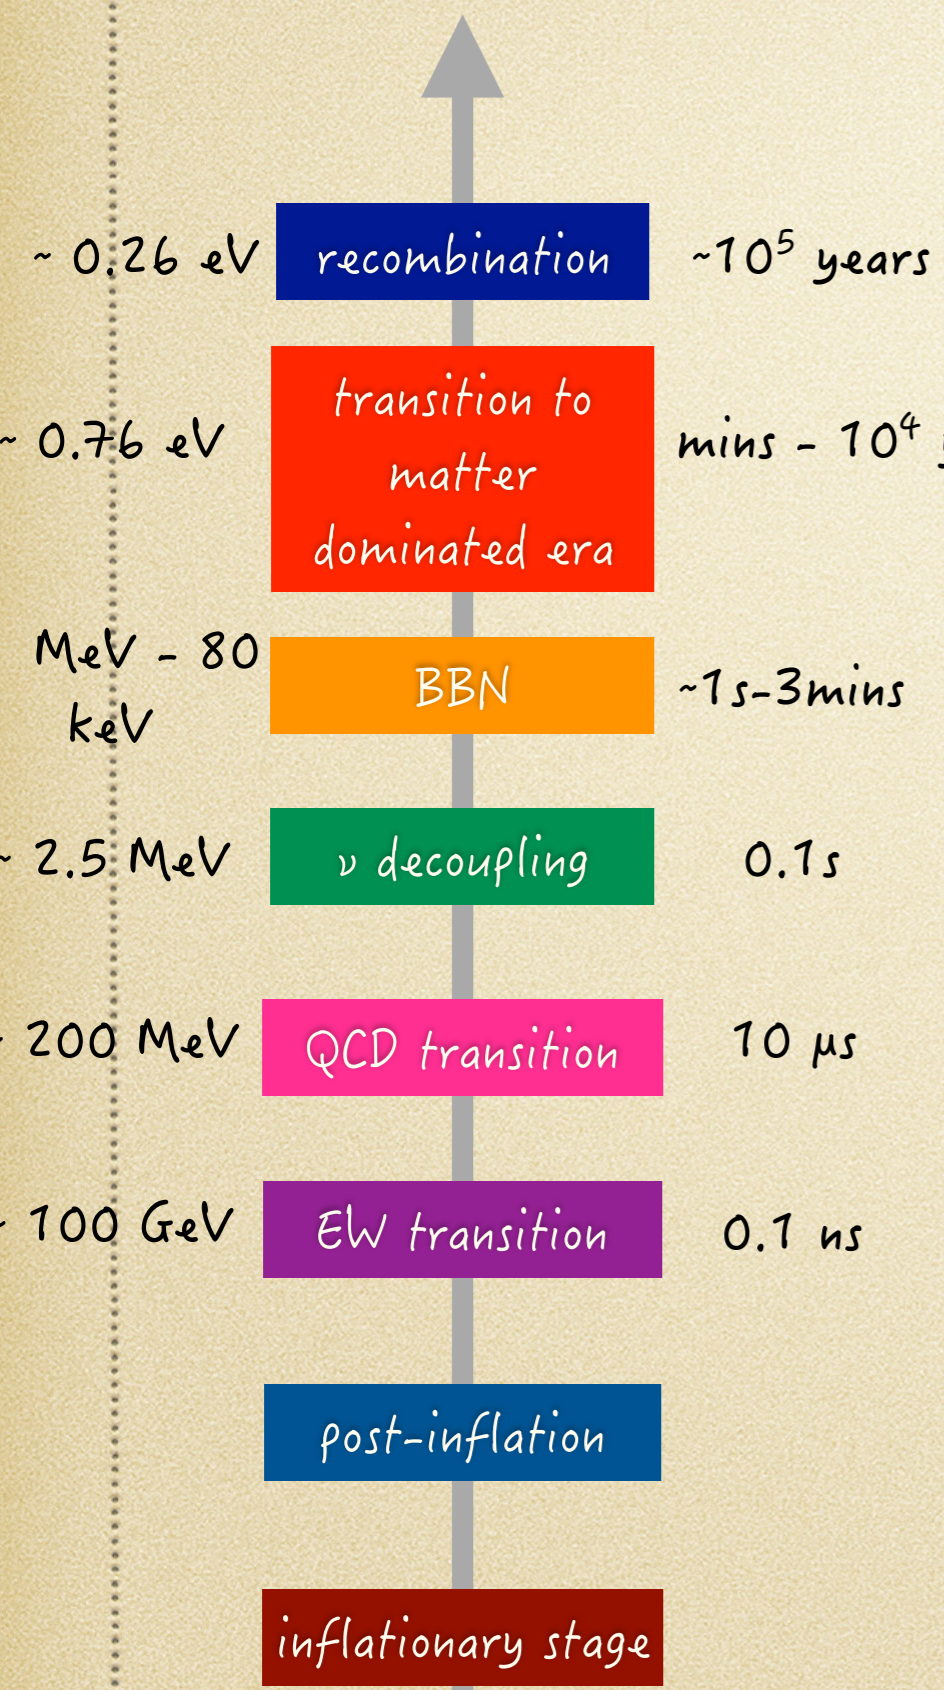 ~ 0.26 eV recombination ~10⁵ years
~ 0.76 eV transition to matter dominated era mins - 10⁴
MeV - 80 keV BBN ~1s-3mins
~ 2.5 MeV ν decoupling 0.1s
200 MeV QCD transition 10 μs
100 GeV EW transition 0.1 ns
post-inflation
inflationary stage